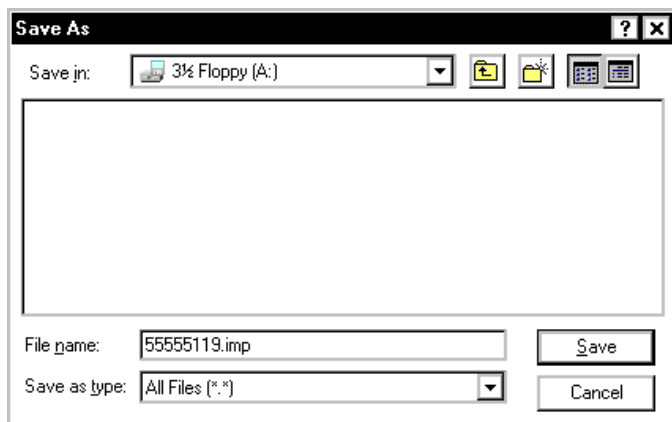 Save As
Save in: 3½ Floppy (A:)
File name: 55555119.imp
Save
Save as type: All Files (*.*)
Cancel